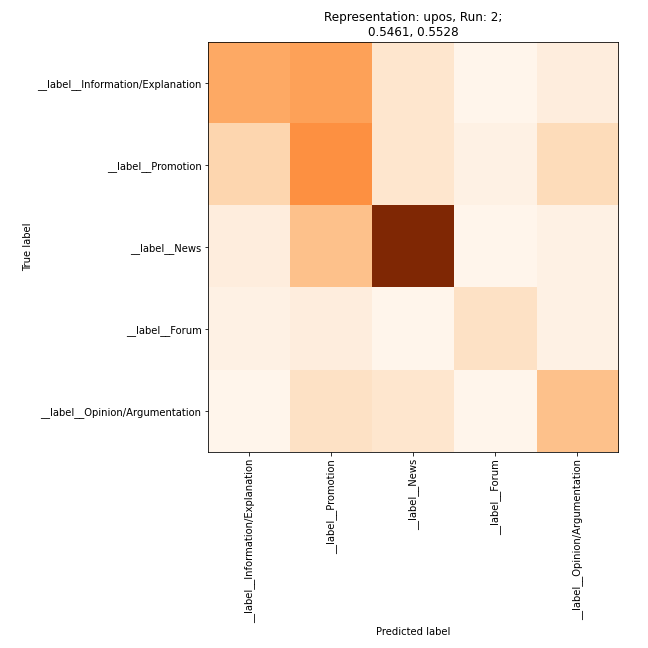 Representation: upos, Run: 2;
0.5461, 0.5528
__label__Information/Explanation
__label__Promotion
__label__News
__label__Forum
__label__Opinion/Argumentation
True label
__label__Information/Explanation
__label__Promotion
__label__News
__label__Forum
__label__Opinion/Argumentation
Predicted label